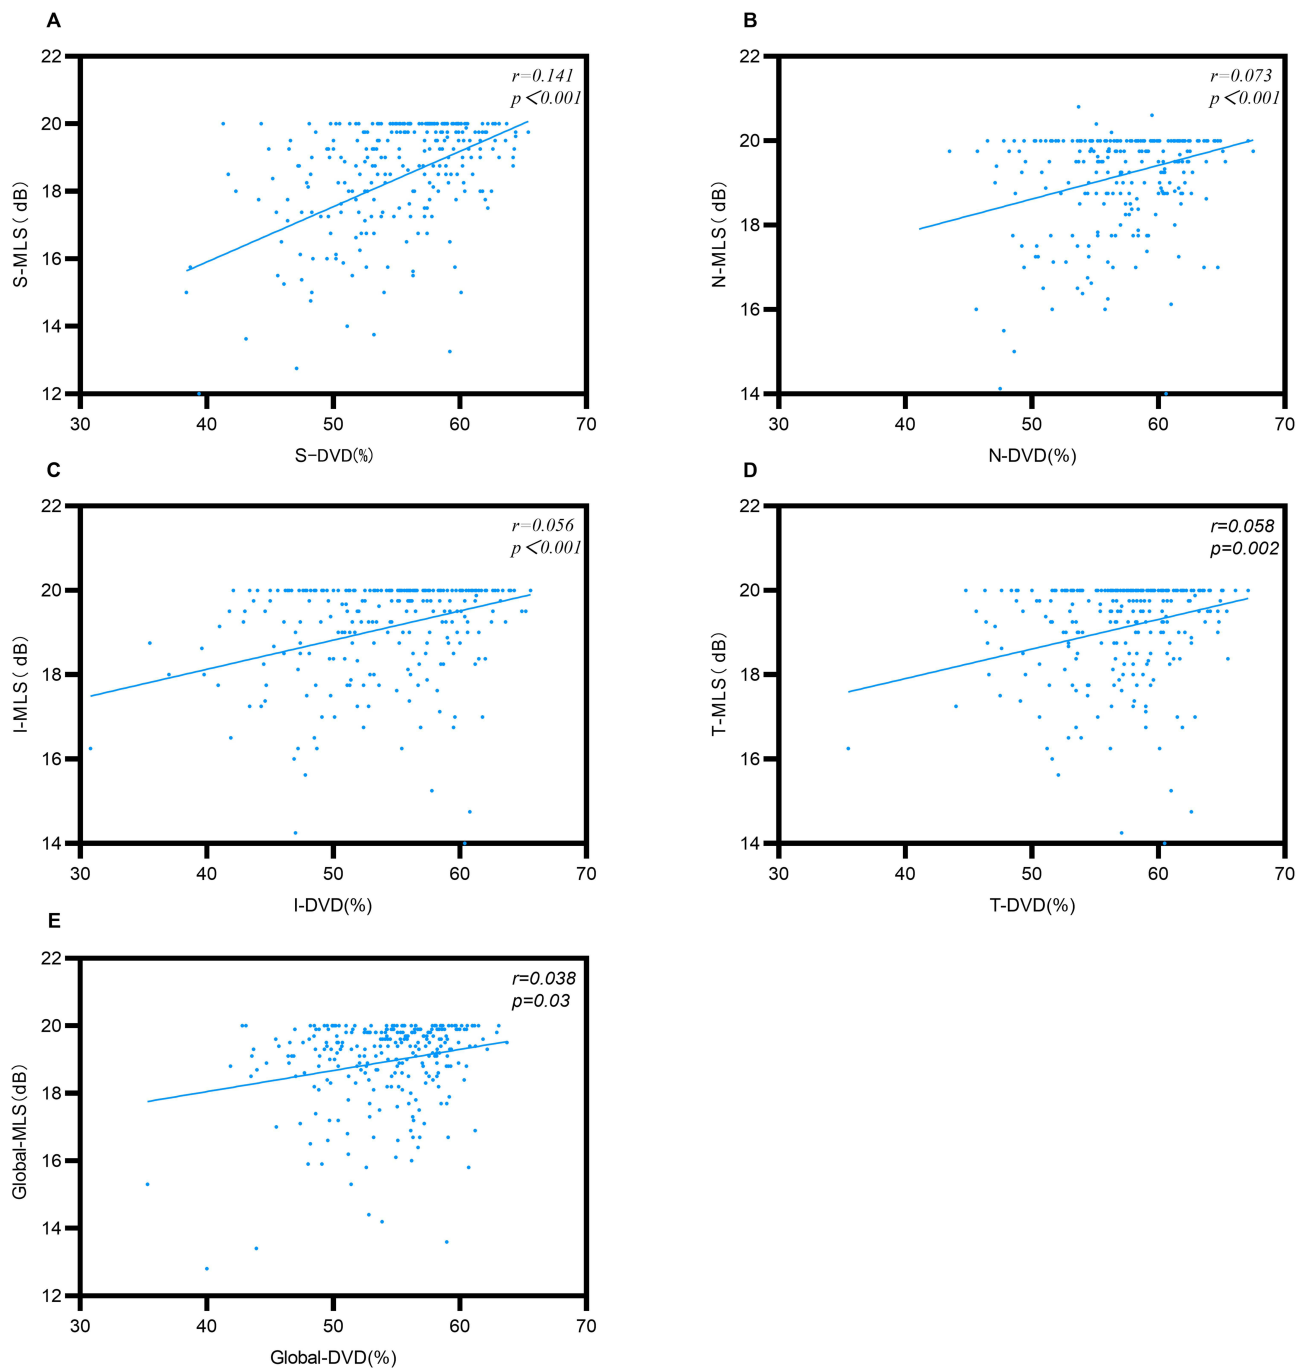 A
22
20
18
16
14
12
30
40
50
60
70
S-MLS( dB)
S-DVD(%)
r=0.141
p<0.001
B
22
20
18
16
14
30
40
50
60
70
N-MLS( dB)
N-DVD(%)
r=0.073
p<0.001
C
22
20
18
16
14
30
40
50
60
70
I-MLS( dB)
I-DVD(%)
r=0.056
p<0.001
D
22
20
18
16
14
30
40
50
60
70
T-MLS( dB)
T-DVD(%)
r=0.058
p=0.002
E
22
20
18
16
14
12
30
40
50
60
70
Global-MLS(dB)
Global-DVD(%)
r=0.038
p=0.03